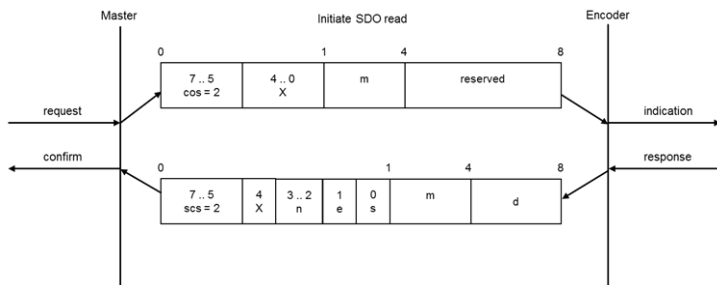 Master Initiate SDO read Encoder
0 1 4 8
7 .. 5 4 .. 0 m reserved
cos = 2 X
request indication
confirm response
0 1 4 8
7 .. 5 4 3 .. 2 1 0 m d
scs = 2 X n e s